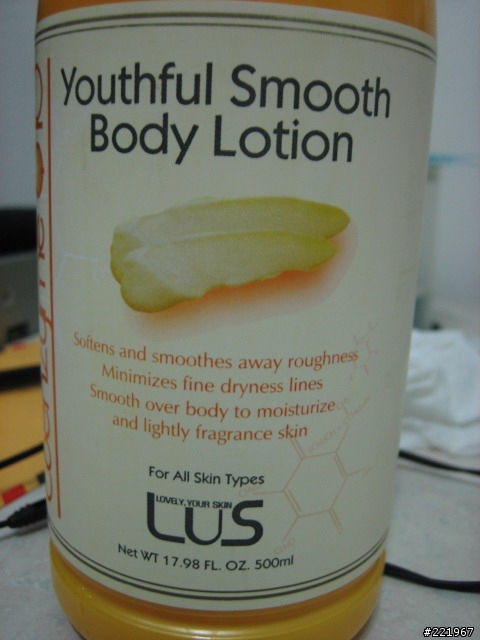 Youthful Smooth
Body Lotion
Softens and smoothes away roughness
Minimizes fine dryness lines
Smooth over body to moisturize
and lightly fragrance skin
For All Skin Types
LOVELY, YOUR SKIN
LUS
Net WT 17.98 FL. OZ. 500ml
#221967